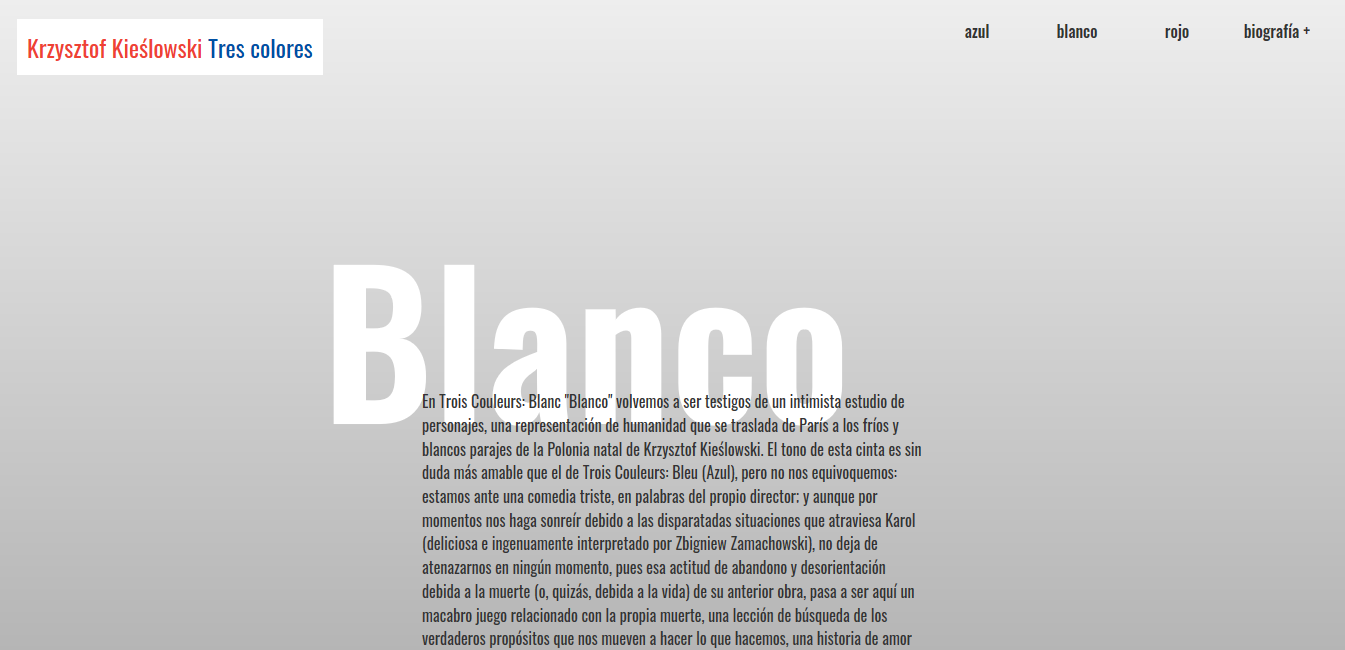 Krzysztof Kieślowski Tres colores
azul blanco rojo biografía +
Blanco
En Trois Couleurs: Blanc "Blanco" volvemos a ser testigos de un intimista estudio de
personajes, una representación de humanidad que se traslada de París a los fríos y
blancos parajes de la Polonia natal de Krzysztof Kieślowski. El tono de esta cinta es sin
duda más amable que el de Trois Couleurs: Bleu (Azul), pero no nos equivoquemos:
estamos ante una comedia triste, en palabras del propio director; y aunque por
momentos nos haga sonreír debido a las disparatadas situaciones que atraviesa Karol
(deliciosa e ingenuamente interpretado por Zbigniew Zamachowski), no deja de
atenazarnos en ningún momento, pues esa actitud de abandono y desorientación
debida a la muerte (o, quizás, debida a la vida) de su anterior obra, pasa a ser aquí un
macabro juego relacionado con la propia muerte, una lección de búsqueda de los
verdaderos propósitos que nos mueven a hacer lo que hacemos, una historia de amor